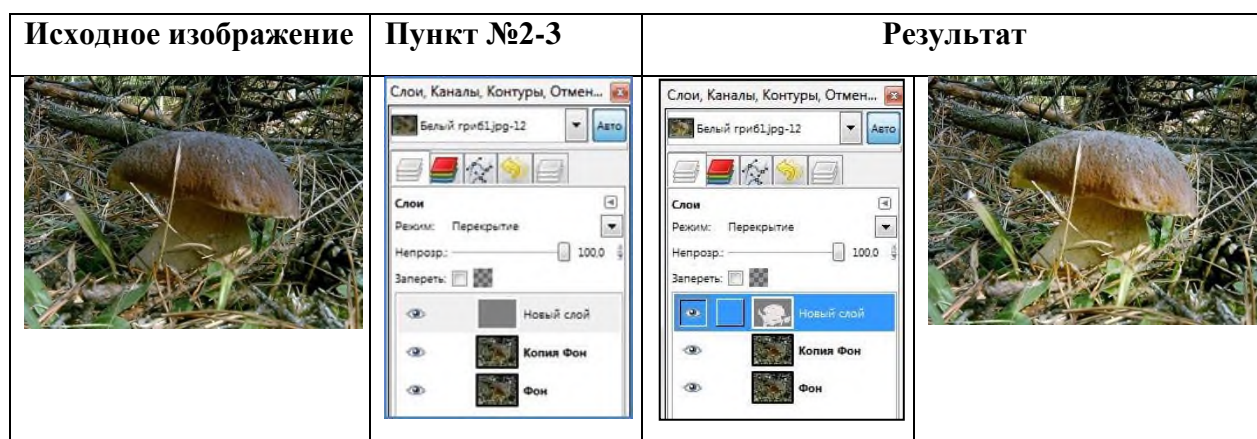 Исходное изображение
Пункт №2-3
Результат
Слои, Каналы, Контуры, Отмен...
Белый гриб1.jpg-12
Авто
Слои
Режим: Перекрытие
Непрозр.: 100,0
Запереть:
Новый слой
Копия Фон
Фон
Слои, Каналы, Контуры, Отмен...
Белый гриб1.jpg-12
Авто
Слои
Режим: Перекрытие
Непрозр.: 100,0
Запереть:
Новый слой
Копия Фон
Фон